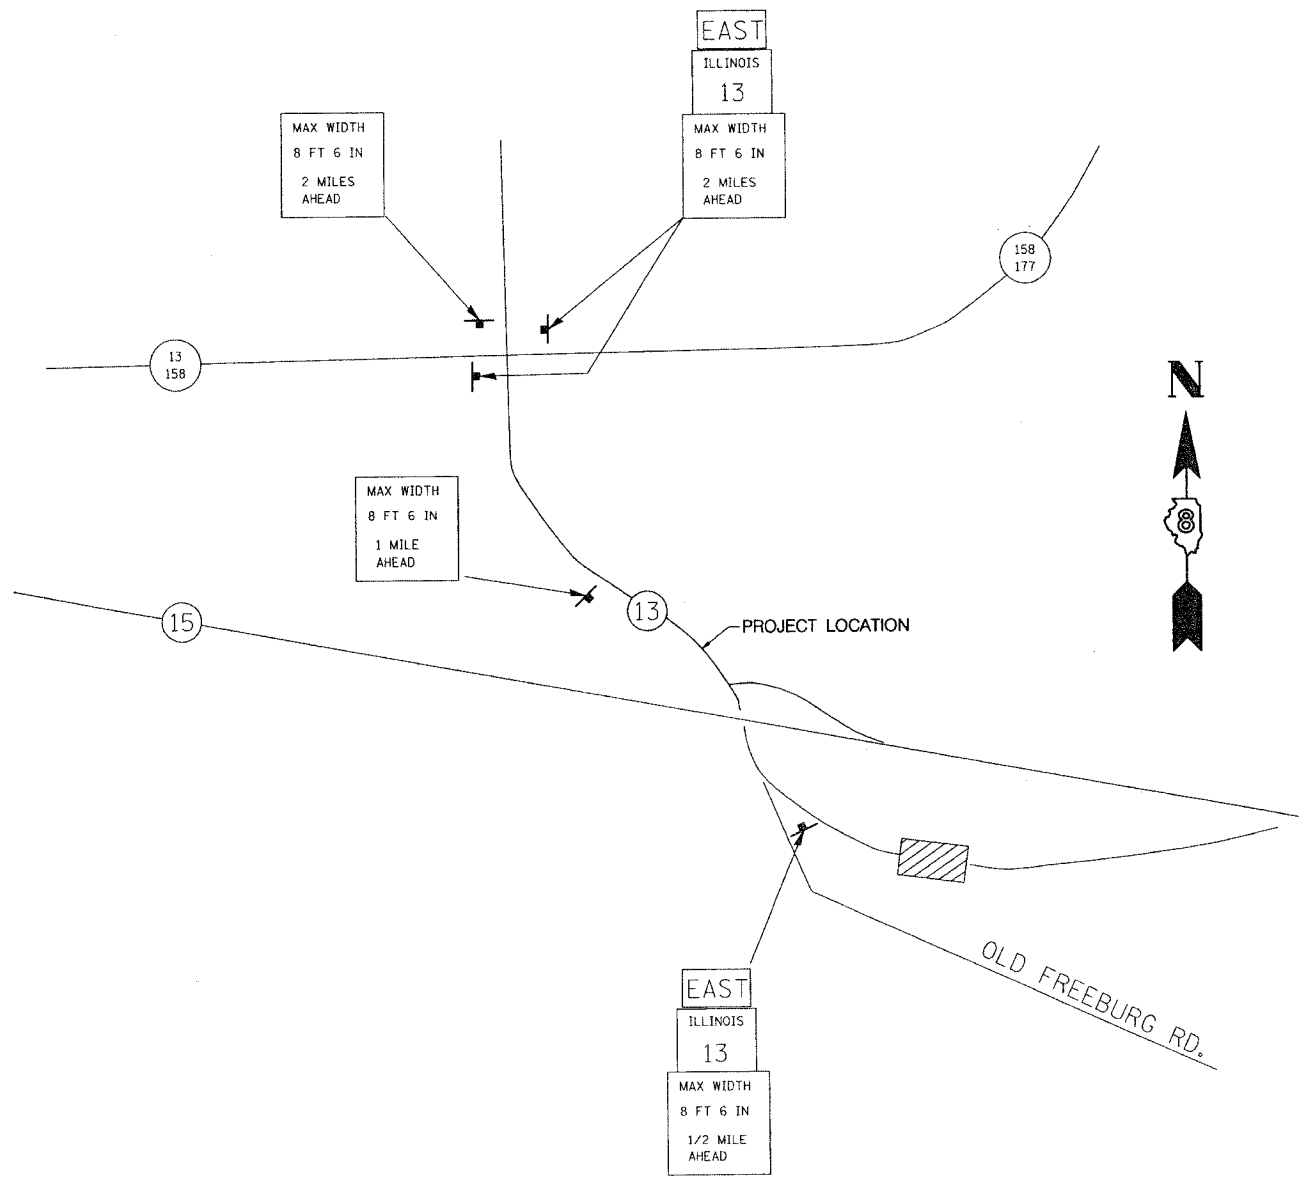 EAST
ILLINOIS
13
MAX WIDTH
8 FT 6 IN
2 MILES
AHEAD
MAX WIDTH
8 FT 6 IN
2 MILES
AHEAD
158
177
13
158
N
8
MAX WIDTH
8 FT 6 IN
1 MILE
AHEAD
15
13
PROJECT LOCATION
OLD FREEBURG RD.
EAST
ILLINOIS
13
MAX WIDTH
8 FT 6 IN
1/2 MILE
AHEAD